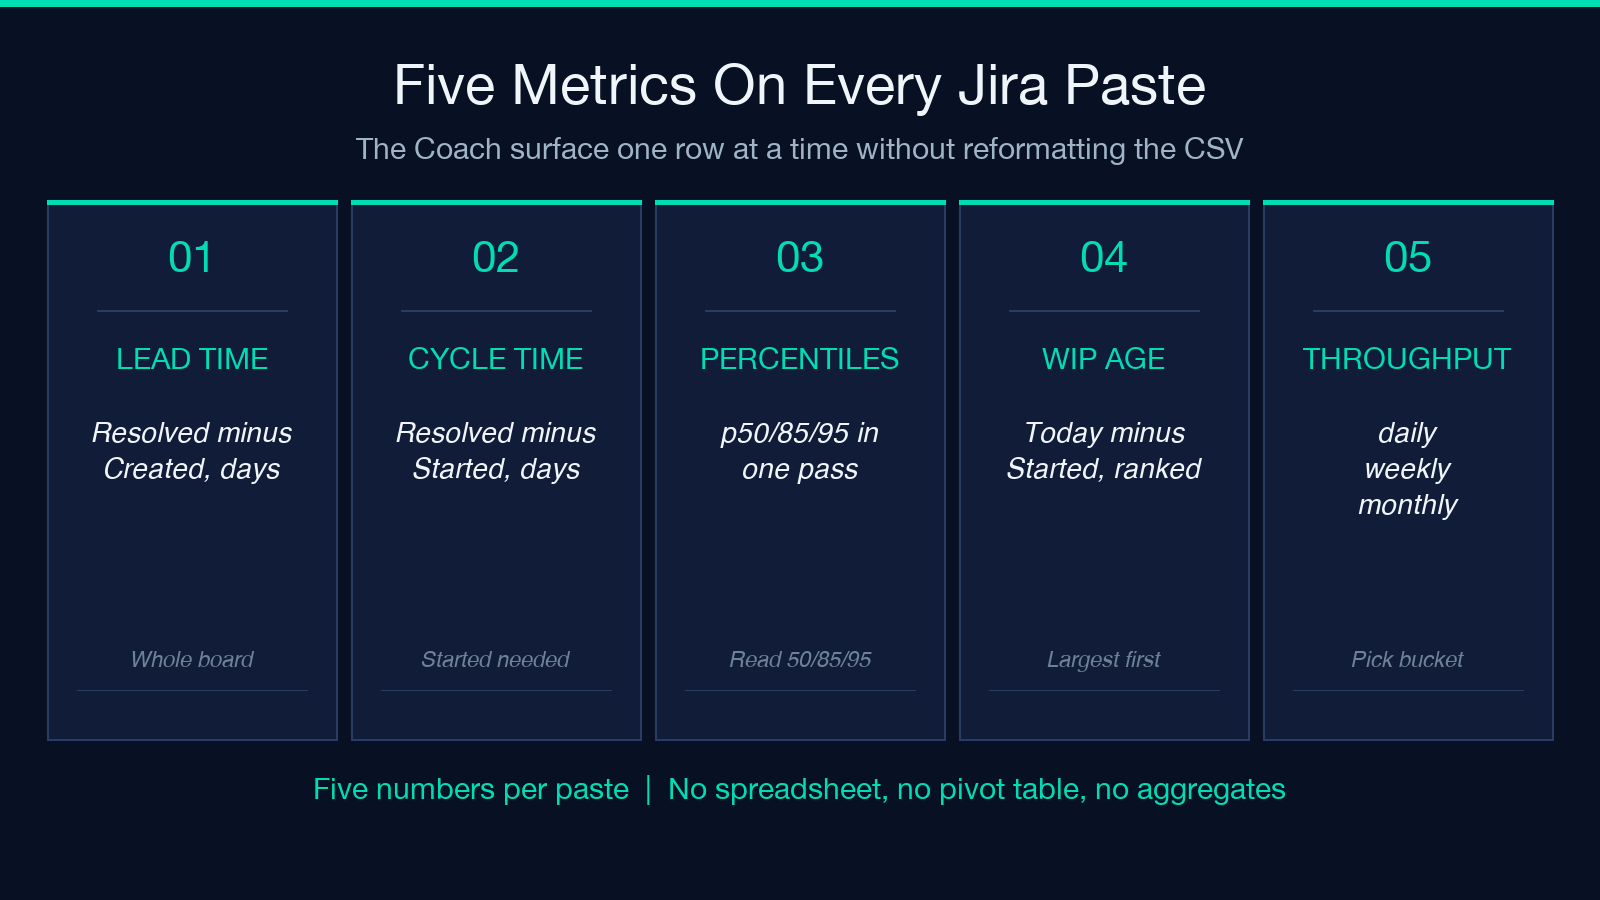 Five Metrics On Every Jira Paste
The Coach surface one row at a time without reformatting the CSV
01
LEAD TIME
Resolved minus
Created, days
Whole board
02
CYCLE TIME
Resolved minus
Started, days
Started needed
03
PERCENTILES
p50/85/95 in
one pass
Read 50/85/95
04
WIP AGE
Today minus
Started, ranked
Largest first
05
THROUGHPUT
daily
weekly
monthly
Pick bucket
Five numbers per paste | No spreadsheet, no pivot table, no aggregates